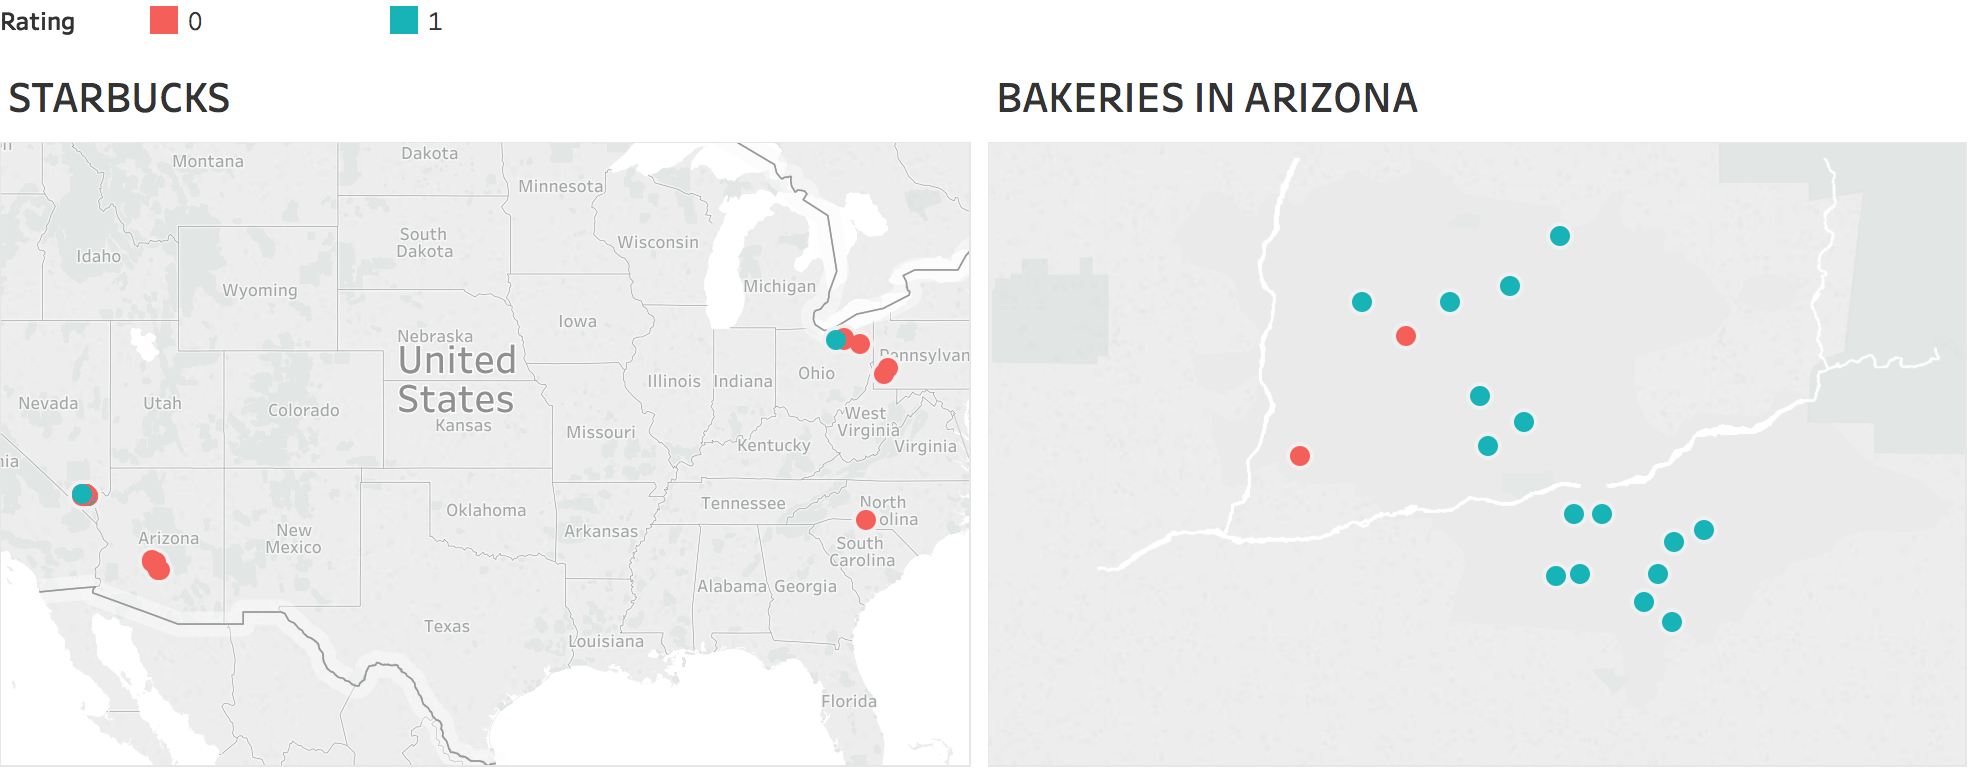 Rating 0 1
STARBUCKS
BAKERIES IN ARIZONA
Montana
Dakota
Minnesota
Idaho
South
Dakota
Wisconsin
Wyoming
Michigan
Iowa
Nebraska
United
States
Kansas
Nevada
Utah
Colorado
Illinois
Indiana
Ohio
Pennsylvan
Missouri
West
Virginia
Kentucky
Virginia
Arizona
New
Mexico
Oklahoma
Arkansas
Tennessee
North
olina
South
Carolina
Alabama
Georgia
Texas
Louisiana
Florida